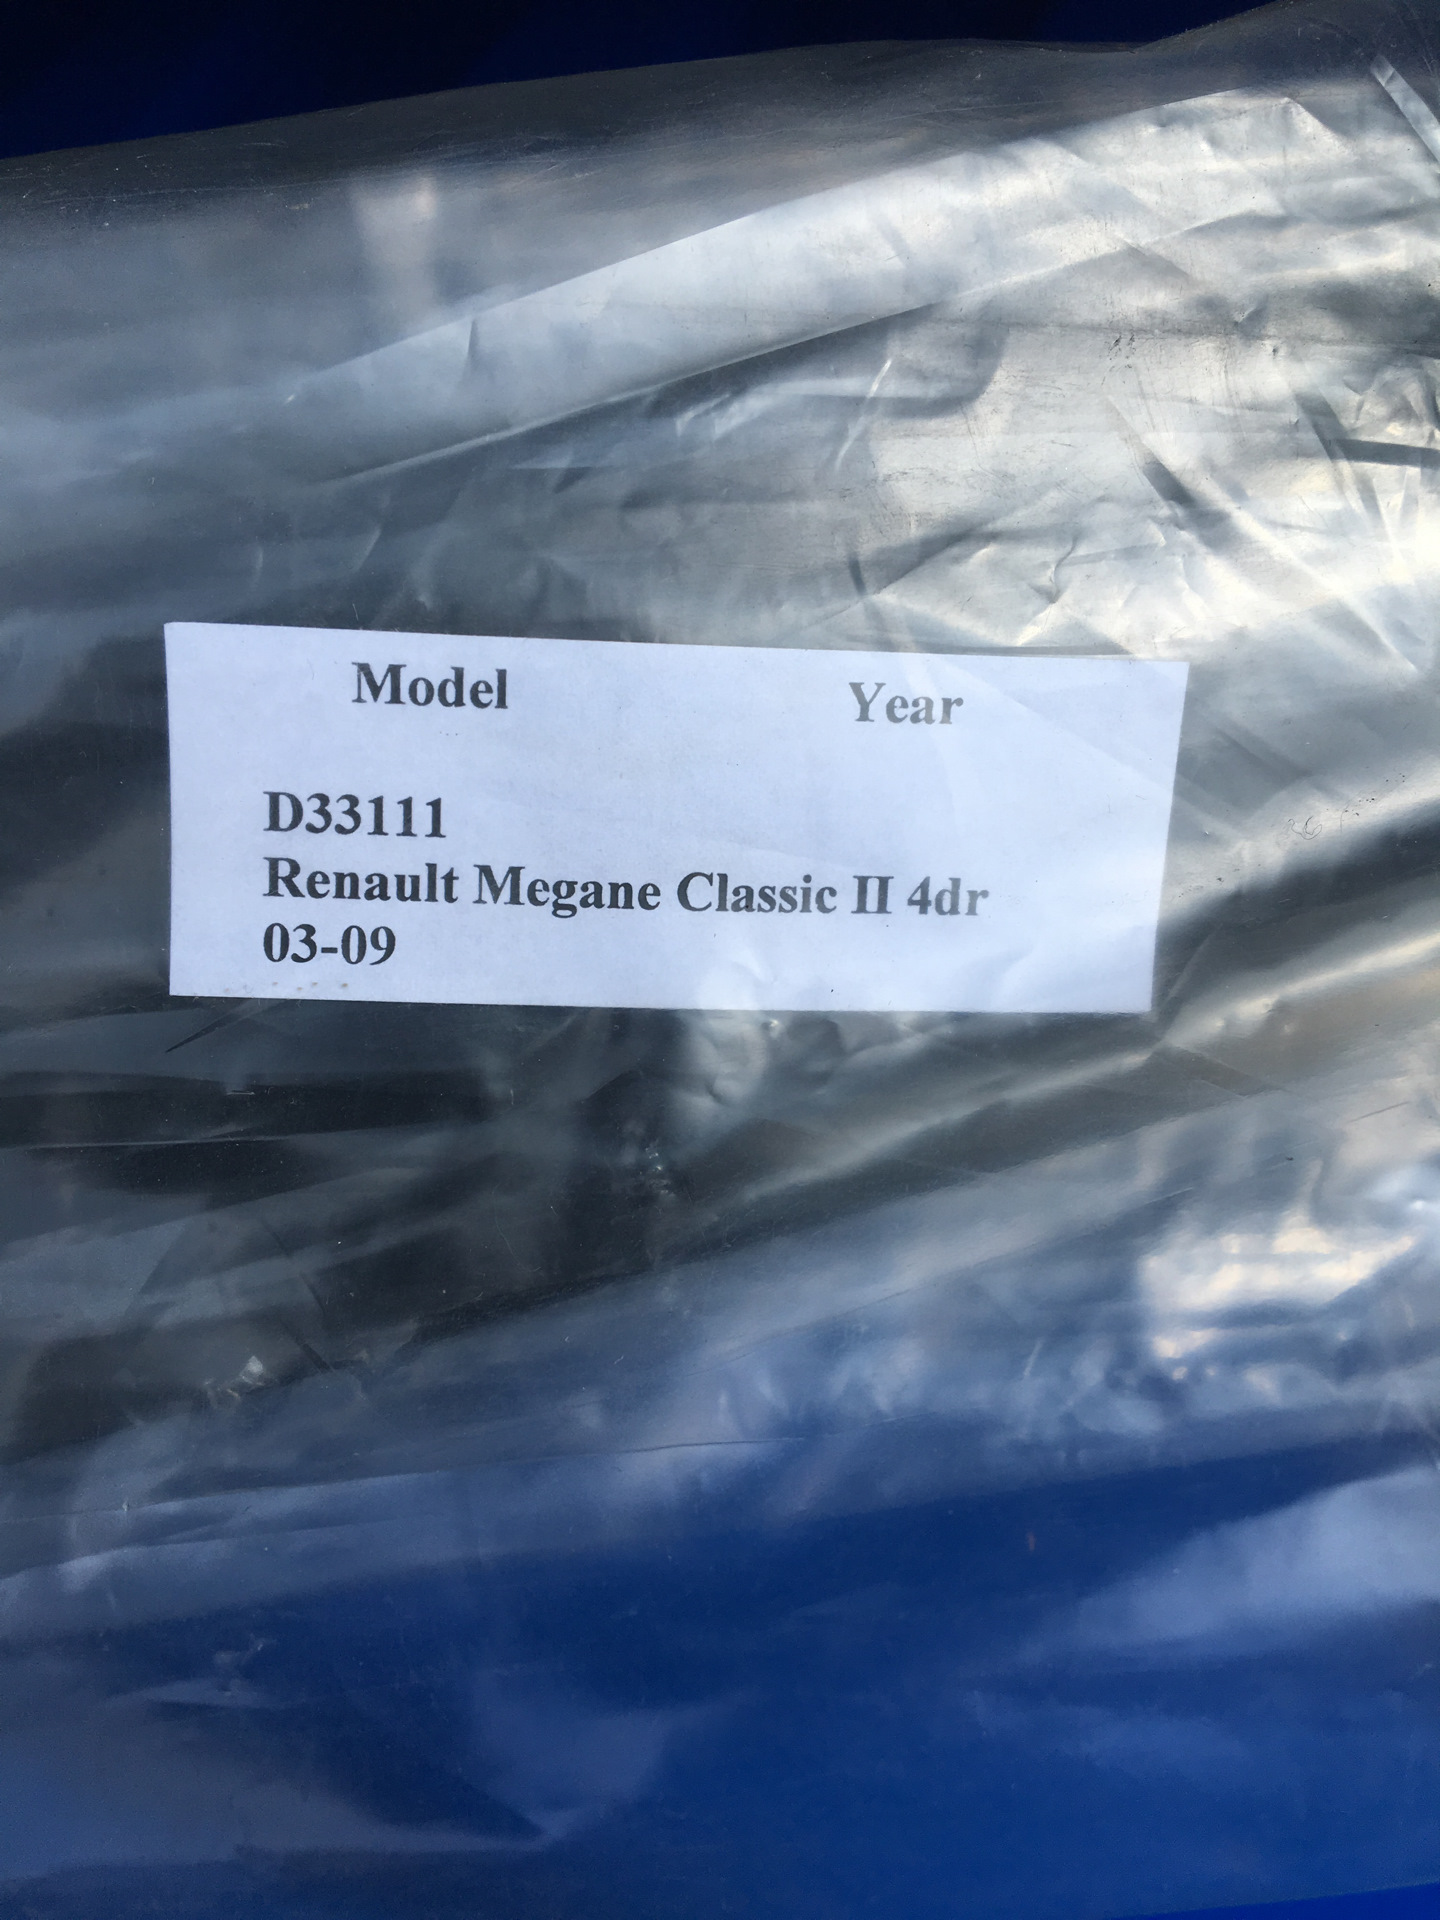 Model Year
D33111
Renault Megane Classic II 4dr
03-09